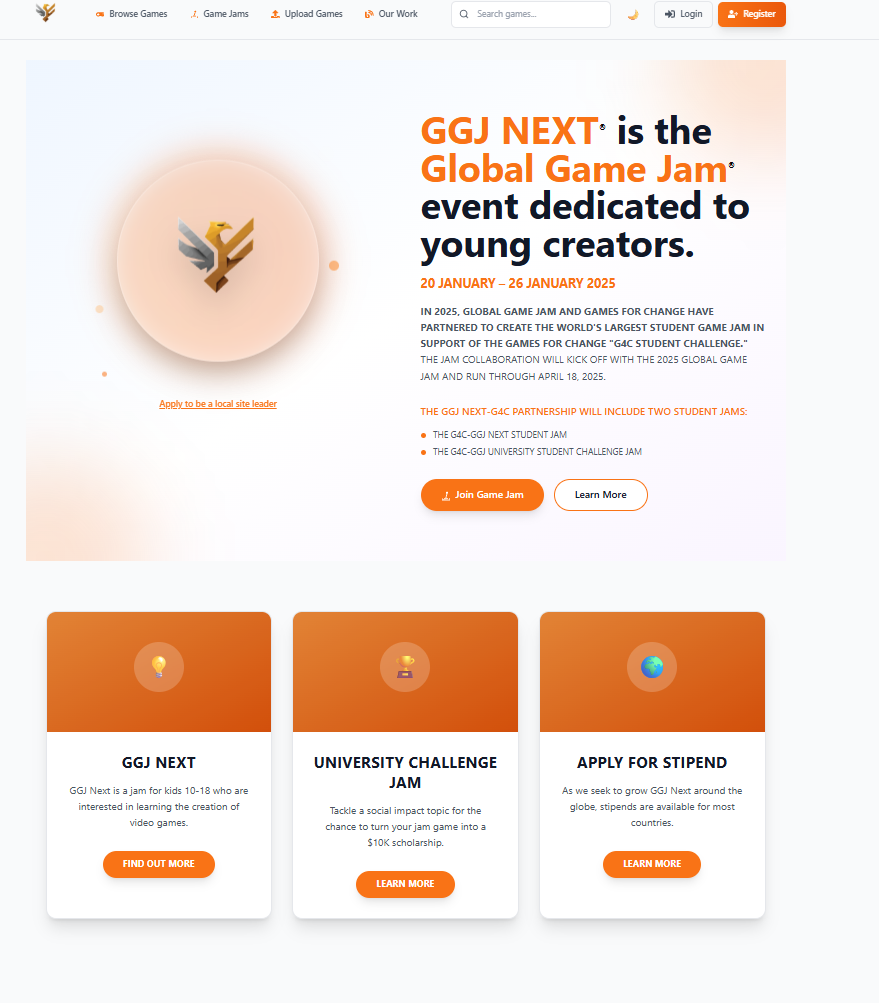 Browse Games
Game Jams
Upload Games
Our Work
Search games...
Login
Register
GGJ NEXT® is the
Global Game Jam®
event dedicated to
young creators.
20 JANUARY – 26 JANUARY 2025
IN 2025, GLOBAL GAME JAM AND GAMES FOR CHANGE HAVE
PARTNERED TO CREATE THE WORLD'S LARGEST STUDENT GAME JAM IN
SUPPORT OF THE GAMES FOR CHANGE "G4C STUDENT CHALLENGE."
THE JAM COLLABORATION WILL KICK OFF WITH THE 2025 GLOBAL GAME
JAM AND RUN THROUGH APRIL 18, 2025.
Apply to be a local site leader
THE GGJ NEXT-G4C PARTNERSHIP WILL INCLUDE TWO STUDENT JAMS:
THE G4C-GGJ NEXT STUDENT JAM
THE G4C-GGJ UNIVERSITY STUDENT CHALLENGE JAM
Join Game Jam
Learn More
GGJ NEXT
GGJ Next is a jam for kids 10-18 who are
interested in learning the creation of
video games.
FIND OUT MORE
UNIVERSITY CHALLENGE
JAM
Tackle a social impact topic for the
chance to turn your jam game into a
$10K scholarship.
LEARN MORE
APPLY FOR STIPEND
As we seek to grow GGJ Next around the
globe, stipends are available for most
countries.
LEARN MORE